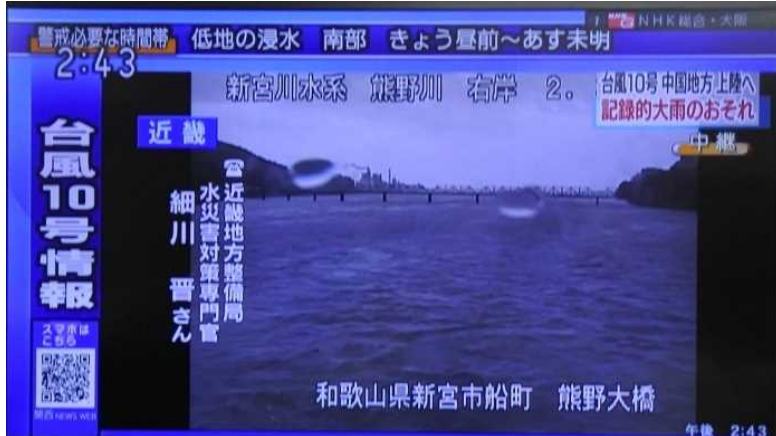 NHK総合・大阪
警戒必要な時間帯 低地の浸水 南部 きょう昼前～あす未明
2:43
新宮川水系 熊野川 右岸 2.
台風10号 中国地方 上陸へ
記録的大雨のおそれ
中継
近畿
台風10号情報
☎近畿地方整備局
水災害対策専門官
細川 晋さん
スマホは
こちら
関西 NEWS WEB
和歌山県新宮市船町 熊野大橋
午後 2:43